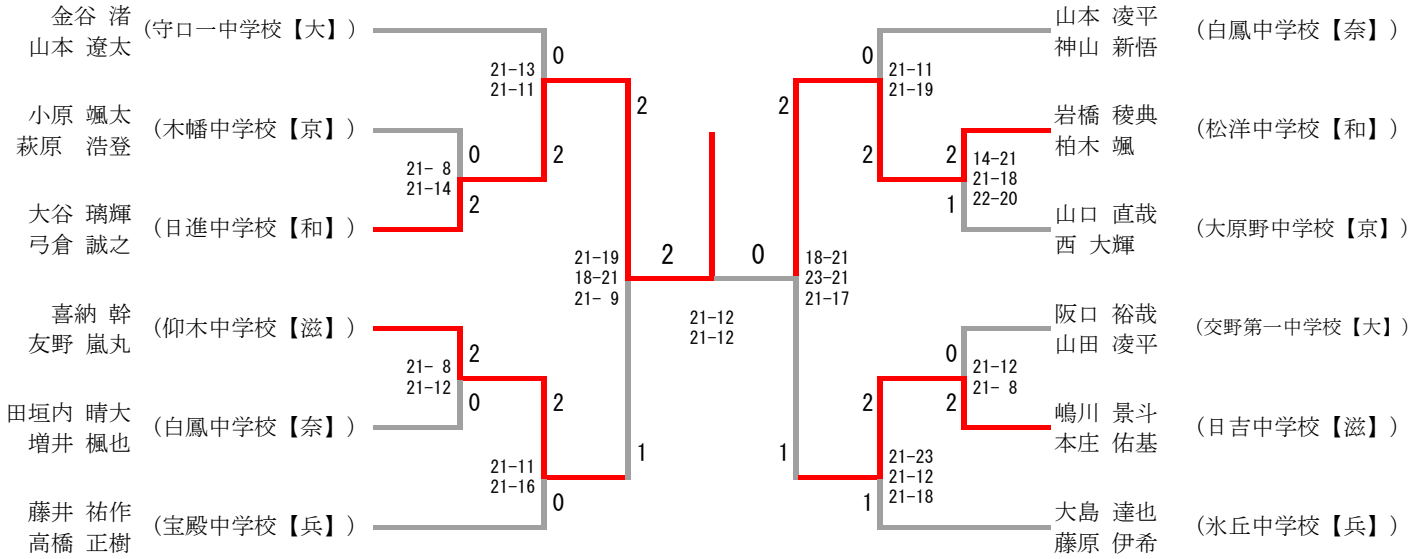 金谷 渚
山本 遼太
(守口一中学校【大】)
小原 颯太
萩原 浩登
(木幡中学校【京】)
大谷 璃輝
弓倉 誠之
(日進中学校【和】)
喜納 幹
友野 嵐丸
(仰木中学校【滋】)
田垣内 晴大
増井 楓也
(白鳳中学校【奈】)
藤井 祐作
高橋 正樹
(宝殿中学校【兵】)
0
21-13
21-11
2
0
21- 8
21-14
2
2
21-19
18-21
21- 9
1
2
21- 8
21-12
0
2
21-11
21-16
0
2
0
21-12
21-12
2
18-21
23-21
21-17
1
0
21-11
21-19
2
2
14-21
21-18
22-20
1
0
21-12
21- 8
2
2
21-23
21-12
21-18
1
山本 凌平
神山 新悟
(白鳳中学校【奈】)
岩橋 稜典
柏木 颯
(松洋中学校【和】)
山口 直哉
西 大輝
(大原野中学校【京】)
阪口 裕哉
山田 凌平
(交野第一中学校【大】)
嶋川 景斗
本庄 佑基
(日吉中学校【滋】)
大島 達也
藤原 伊希
(氷丘中学校【兵】)